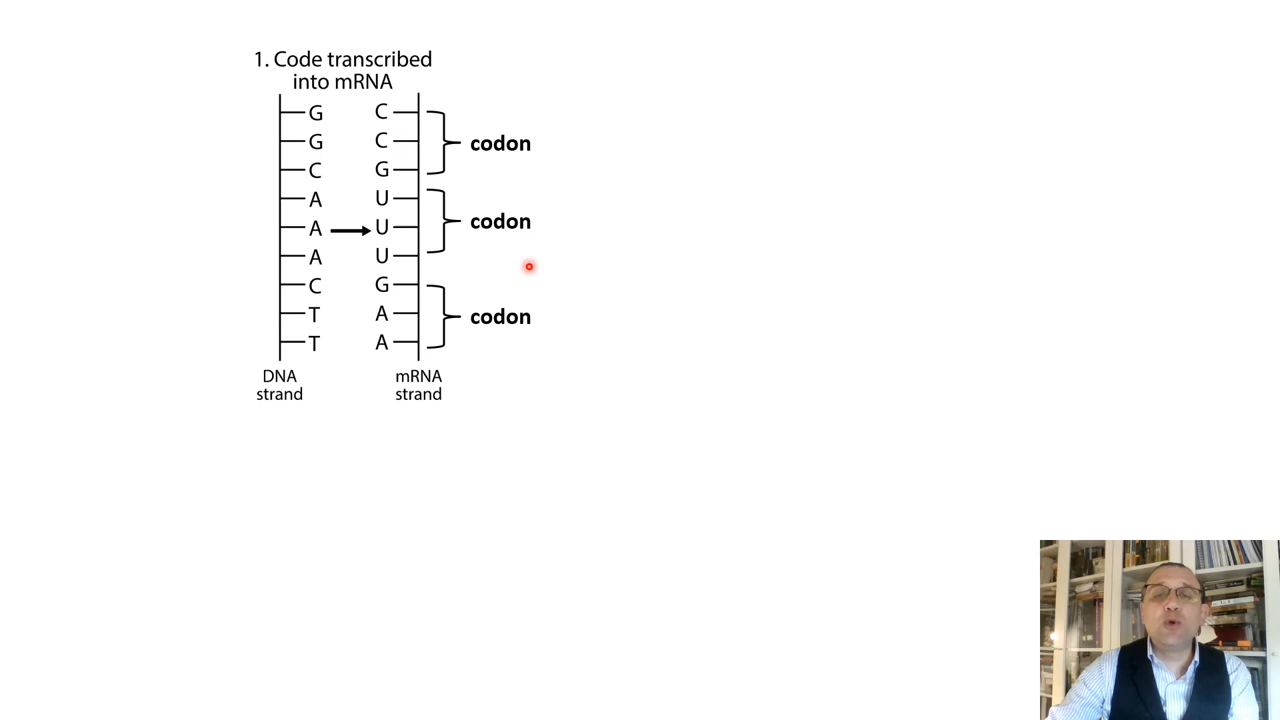 1. Code transcribed
into mRNA
G C
G C codon
C G
A U
A U codon
A U
C G
T A codon
T A
DNA mRNA
strand strand